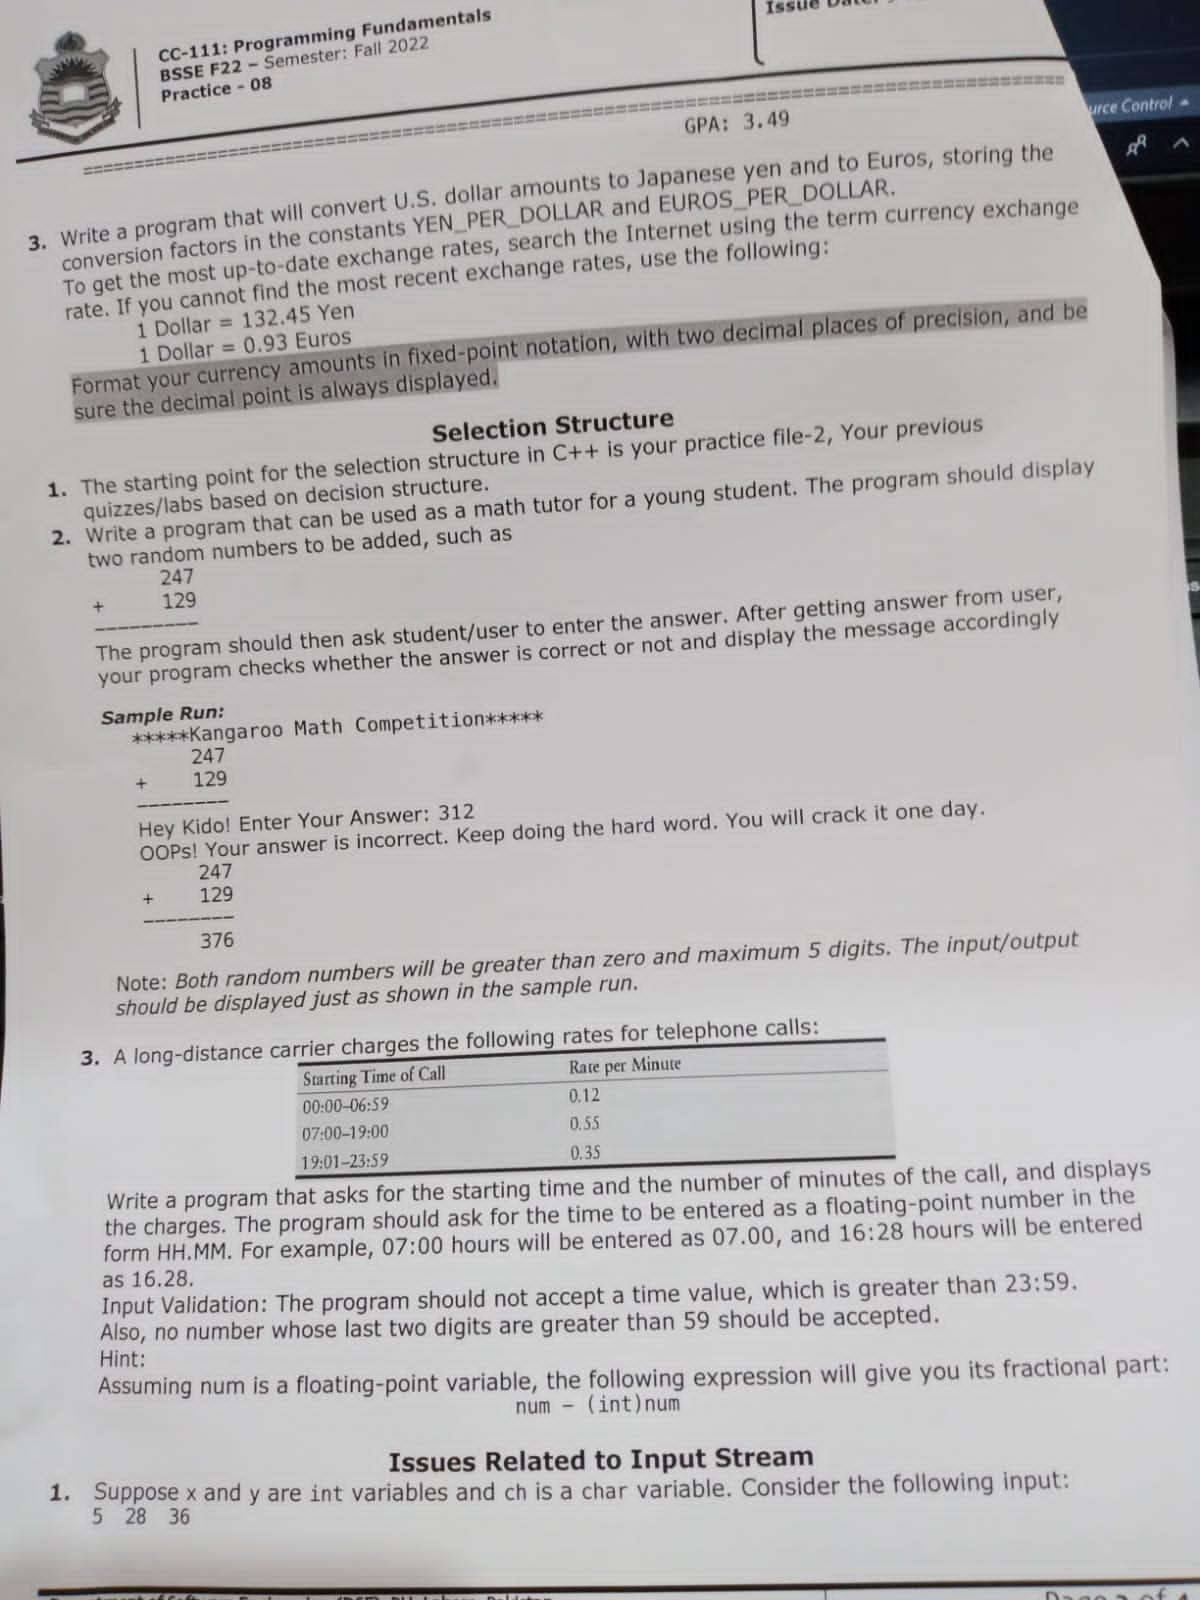 CC-111: Programming Fundamentals
BSSE F22 – Semester: Fall 2022
Practice - 08
Issue
urce Control
GPA: 3.49
3. Write a program that will convert U.S. dollar amounts to Japanese yen and to Euros, storing the
conversion factors in the constants YEN_PER_DOLLAR and EUROS_PER_DOLLAR.
To get the most up-to-date exchange rates, search the Internet using the term currency exchange
rate. If you cannot find the most recent exchange rates, use the following:
1 Dollar = 132.45 Yen
1 Dollar = 0.93 Euros
Format your currency amounts in fixed-point notation, with two decimal places of precision, and be
sure the decimal point is always displayed.
Selection Structure
1. The starting point for the selection structure in C++ is your practice file-2, Your previous
quizzes/labs based on decision structure.
2. Write a program that can be used as a math tutor for a young student. The program should display
two random numbers to be added, such as
247
+ 129
---------
The program should then ask student/user to enter the answer. After getting answer from user,
your program checks whether the answer is correct or not and display the message accordingly
Sample Run:
*****Kangaroo Math Competition*****
247
+ 129
--------
Hey Kido! Enter Your Answer: 312
OOPs! Your answer is incorrect. Keep doing the hard word. You will crack it one day.
247
+ 129
--------
376
Note: Both random numbers will be greater than zero and maximum 5 digits. The input/output
should be displayed just as shown in the sample run.
3. A long-distance carrier charges the following rates for telephone calls:
Starting Time of Call Rate per Minute
00:00–06:59 0.12
07:00–19:00 0.55
19:01–23:59 0.35
Write a program that asks for the starting time and the number of minutes of the call, and displays
the charges. The program should ask for the time to be entered as a floating-point number in the
form HH.MM. For example, 07:00 hours will be entered as 07.00, and 16:28 hours will be entered
as 16.28.
Input Validation: The program should not accept a time value, which is greater than 23:59.
Also, no number whose last two digits are greater than 59 should be accepted.
Hint:
Assuming num is a floating-point variable, the following expression will give you its fractional part:
num – (int)num
Issues Related to Input Stream
1. Suppose x and y are int variables and ch is a char variable. Consider the following input:
5 28 36